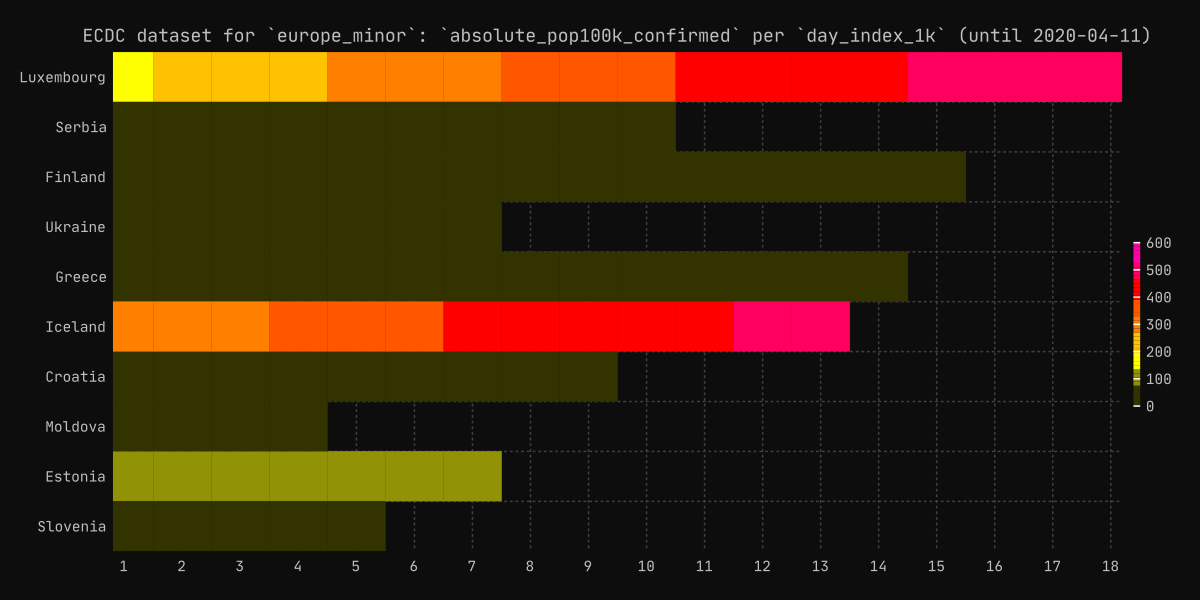 ECDC dataset for `europe_minor`: `absolute_pop100k_confirmed` per `day_index_1k` (until 2020-04-11)
Luxembourg
Serbia
Finland
Ukraine
Greece
Iceland
Croatia
Moldova
Estonia
Slovenia
1 2 3 4 5 6 7 8 9 10 11 12 13 14 15 16 17 18
600
500
400
300
200
100
0